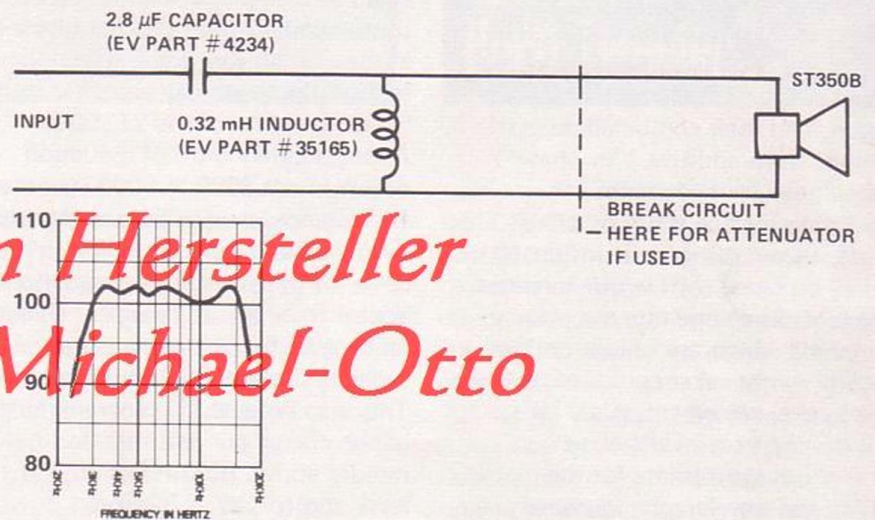 2.8 µF CAPACITOR
(EV PART #4234)
ST350B
INPUT
0.32 mH INDUCTOR
(EV PART #35165)
BREAK CIRCUIT
HERE FOR ATTENUATOR
IF USED
110
100
90
80
2KHz 3KHz 4KHz 5KHz 10KHz 20KHz
FREQUENCY IN HERTZ
n Hersteller
Michael-Otto